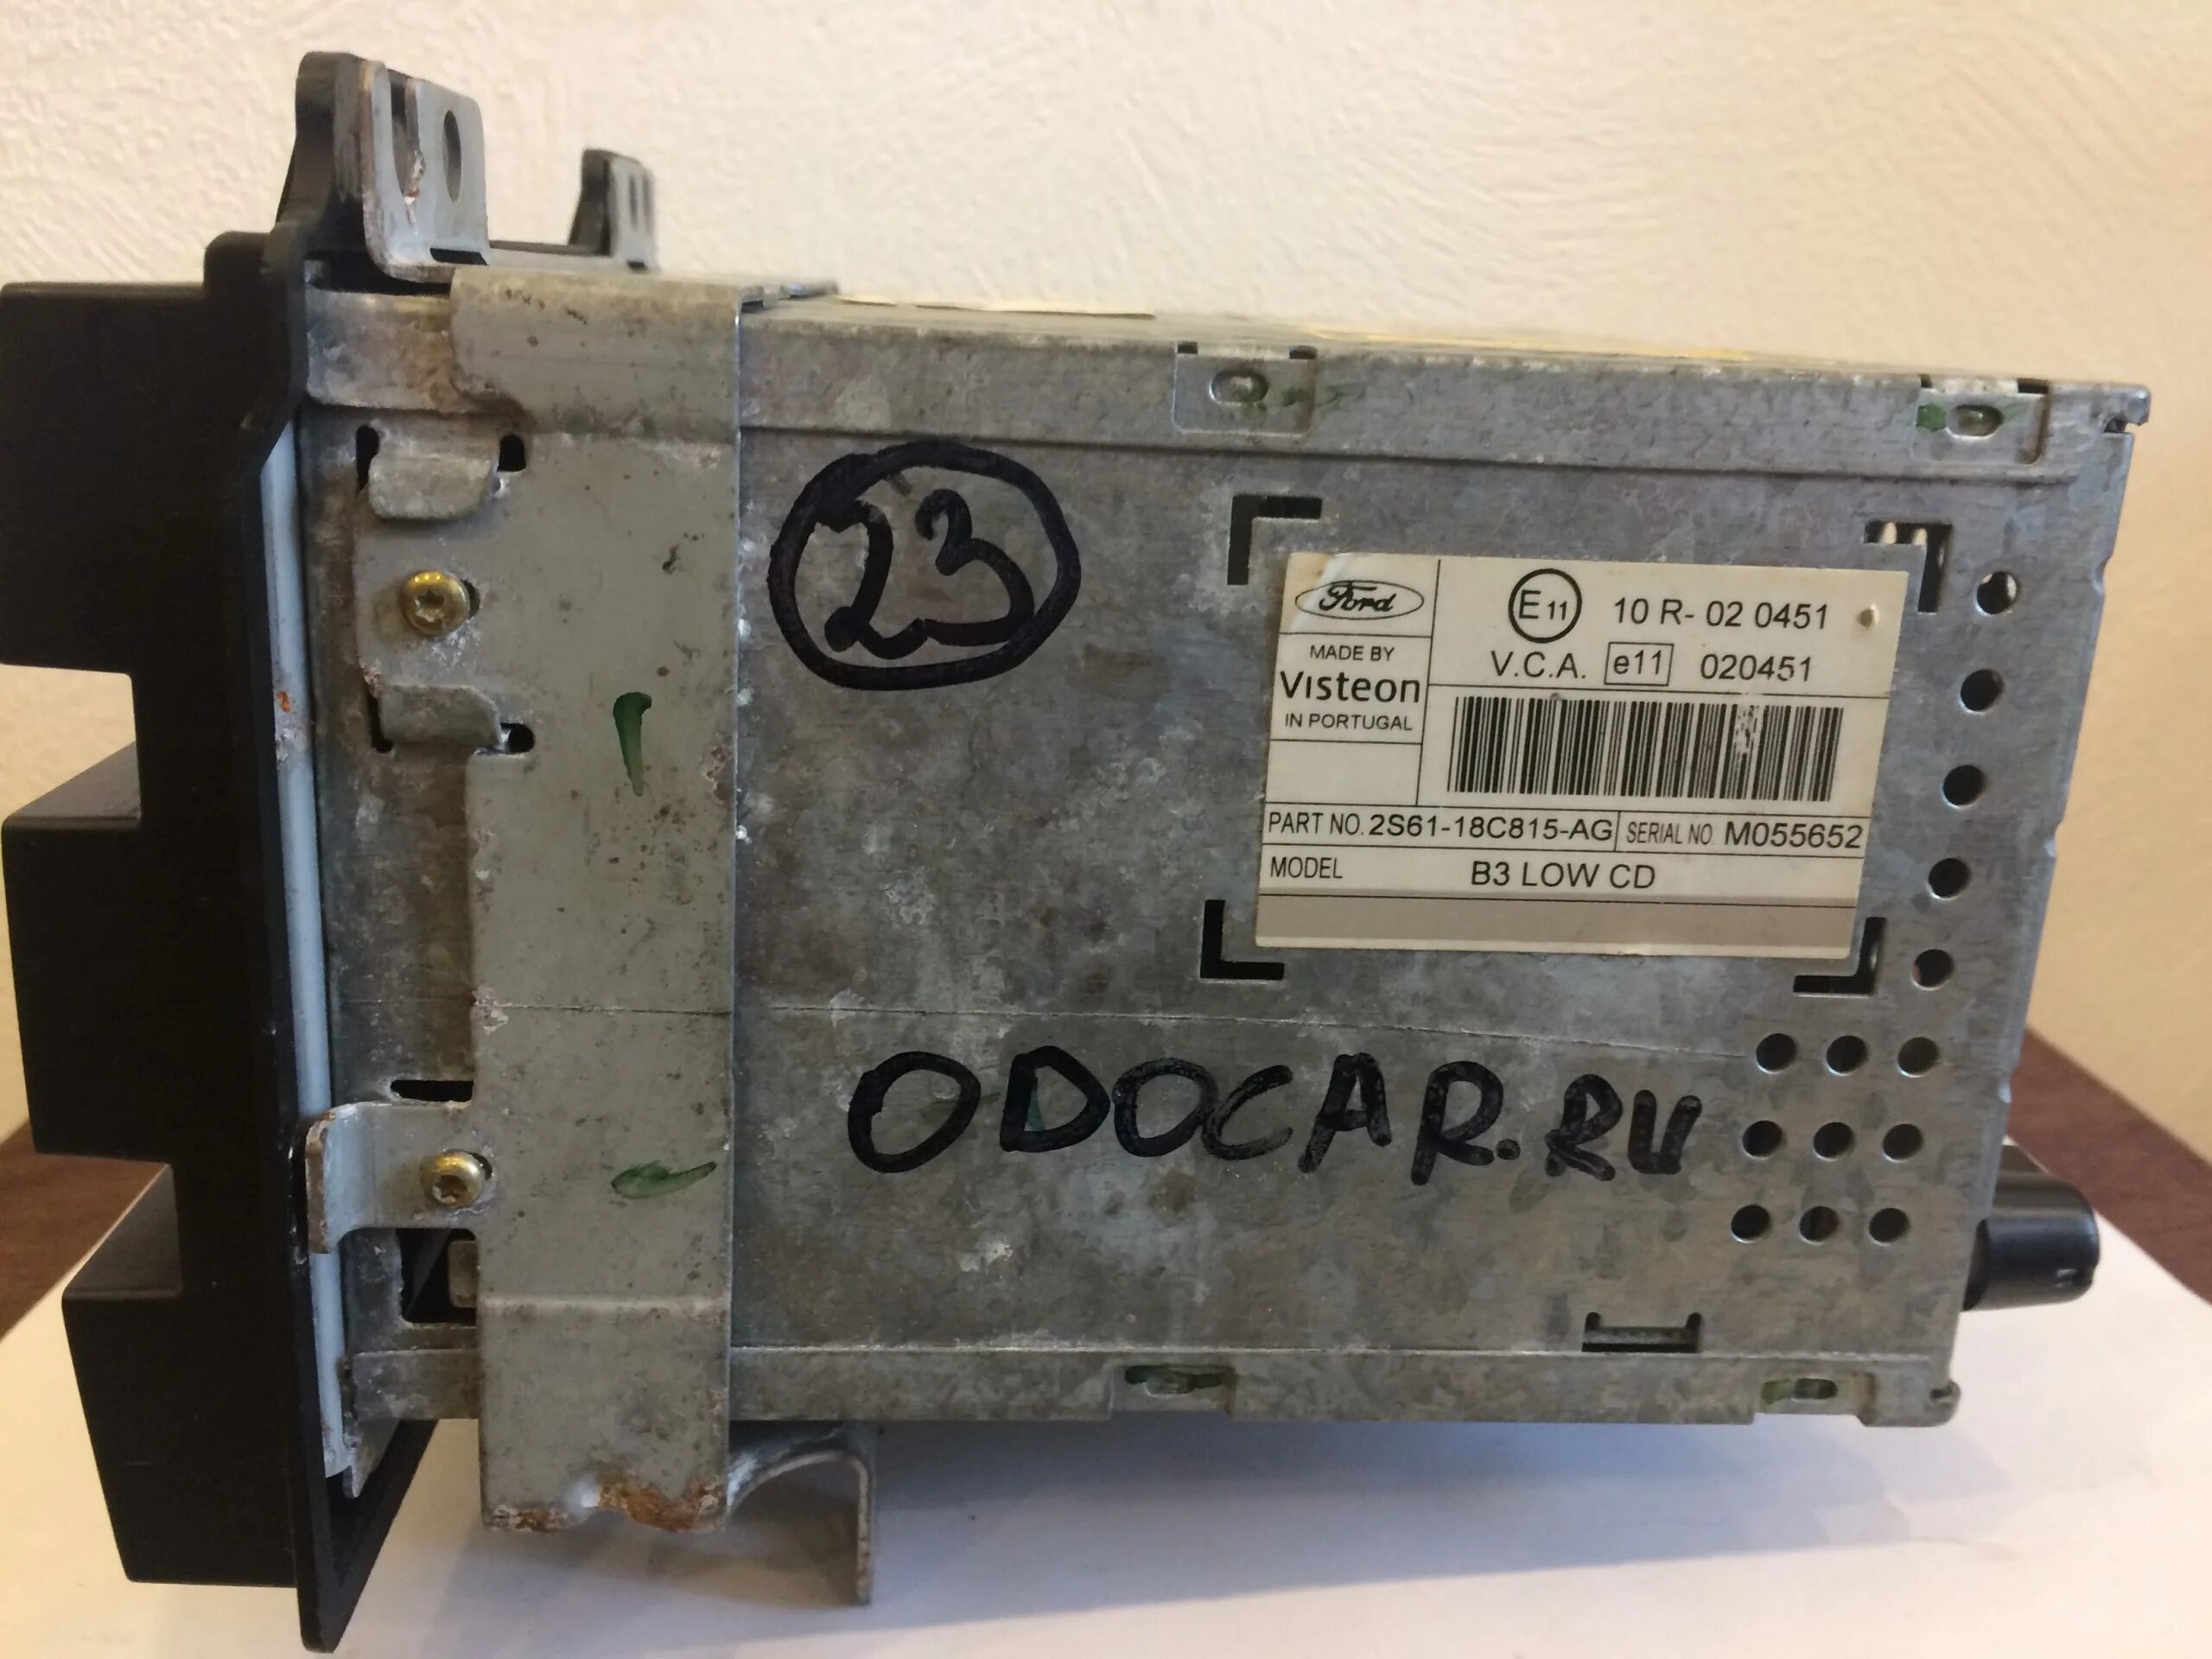 23
Ford
E 11 10 R- 02 0451
MADE BY
Visteon
IN PORTUGAL
V.C.A. e11 020451
PART NO. 2S61-18C815-AG SERIAL NO. M055652
MODEL B3 LOW CD
ODOCAR.RU